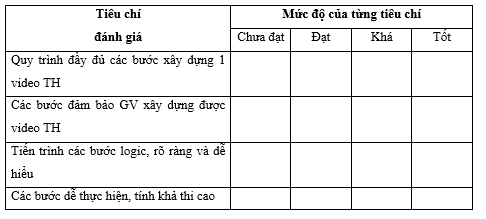 Tiêu chí
đánh giá
Mức độ của từng tiêu chí
Chưa đạt
Đạt
Khá
Tốt
Quy trình đầy đủ các bước xây dựng 1
video TH
Các bước đảm bảo GV xây dựng được
video TH
Tiến trình các bước logic, rõ ràng và dễ
hiểu
Các bước dễ thực hiện, tính khả thi cao